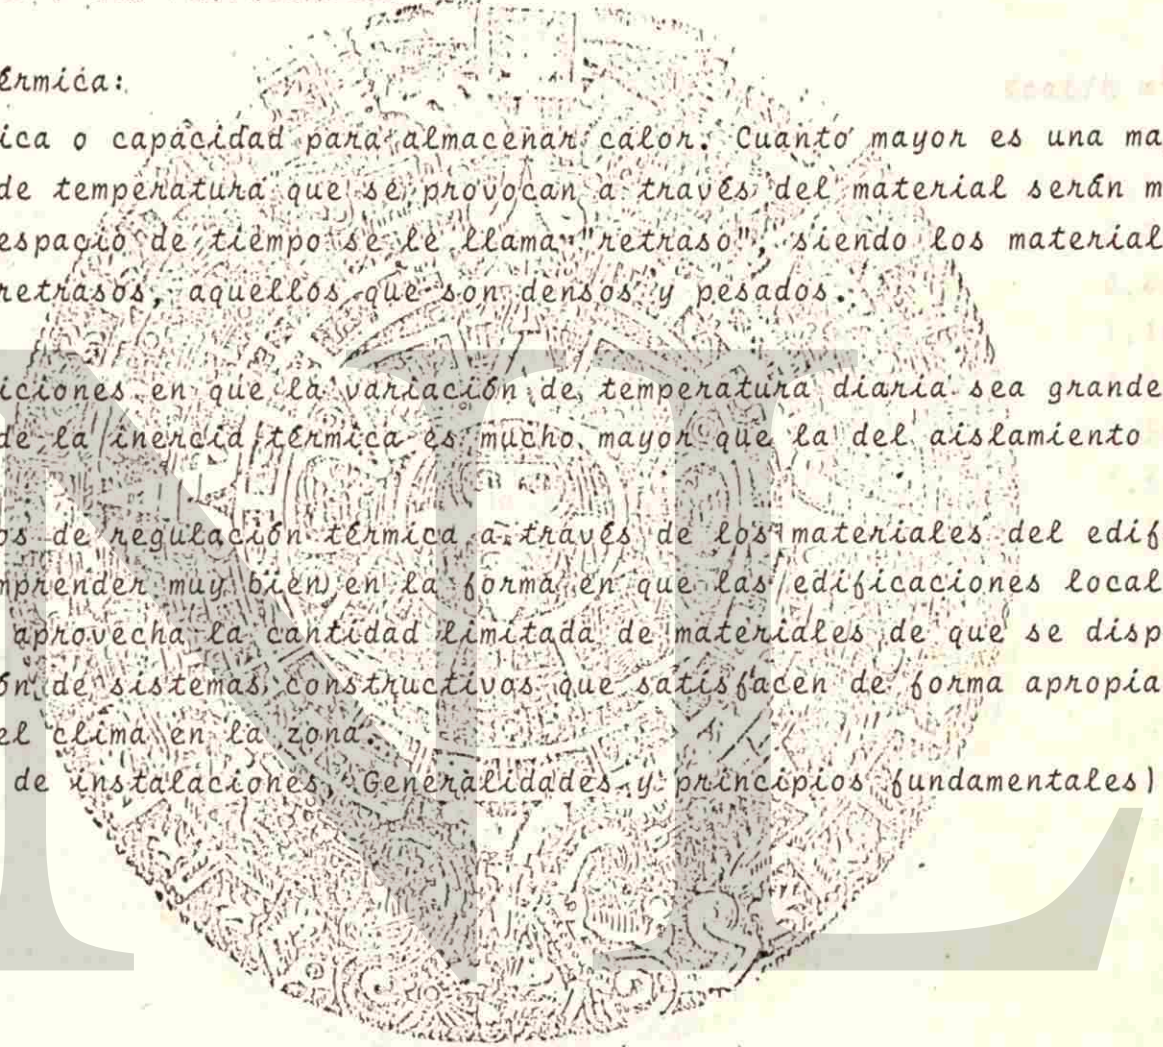 érmica:
ica o capacidad para almacenar calor. Cuanto mayor es una ma
de temperatura que se provocan a través del material serán m
espacio de tiempo se le llama "retraso", siendo los material
retrasos, aquellos que son densos y pesados.
iciones en que la variación de temperatura diaria sea grande
de la inercia térmica es mucho mayor que la del aislamiento
os de regulación térmica a través de los materiales del edif
mprender muy bien en la forma en que las edificaciones local
aprovecha la cantidad limitada de materiales de que se disp
ón de sistemas constructivos que satisfacen de forma apropia
el clima en la zona.
de instalaciones, Generalidades y principios fundamentales)